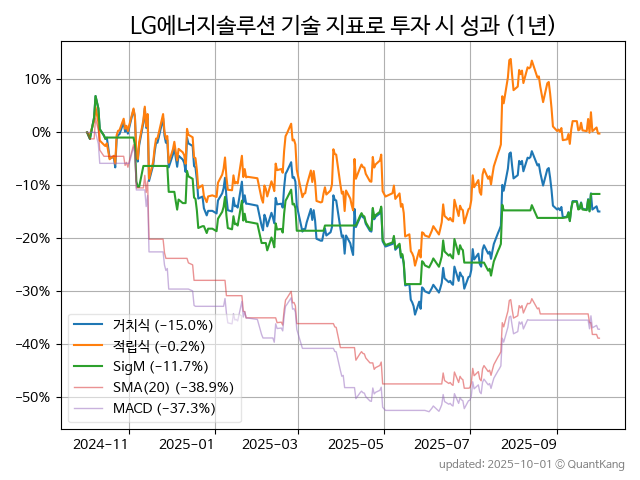 LG에너지솔루션 기술 지표로 투자 시 성과 (1년)
10%
0%
−10%
−20%
−30%
−40%
−50%
거치식 (−15.0%)
적립식 (−0.2%)
SigM (−11.7%)
SMA(20) (−38.9%)
MACD (−37.3%)
2024-11
2025-01
2025-03
2025-05
2025-07
2025-09
updated: 2025-10-01 © QuantKang